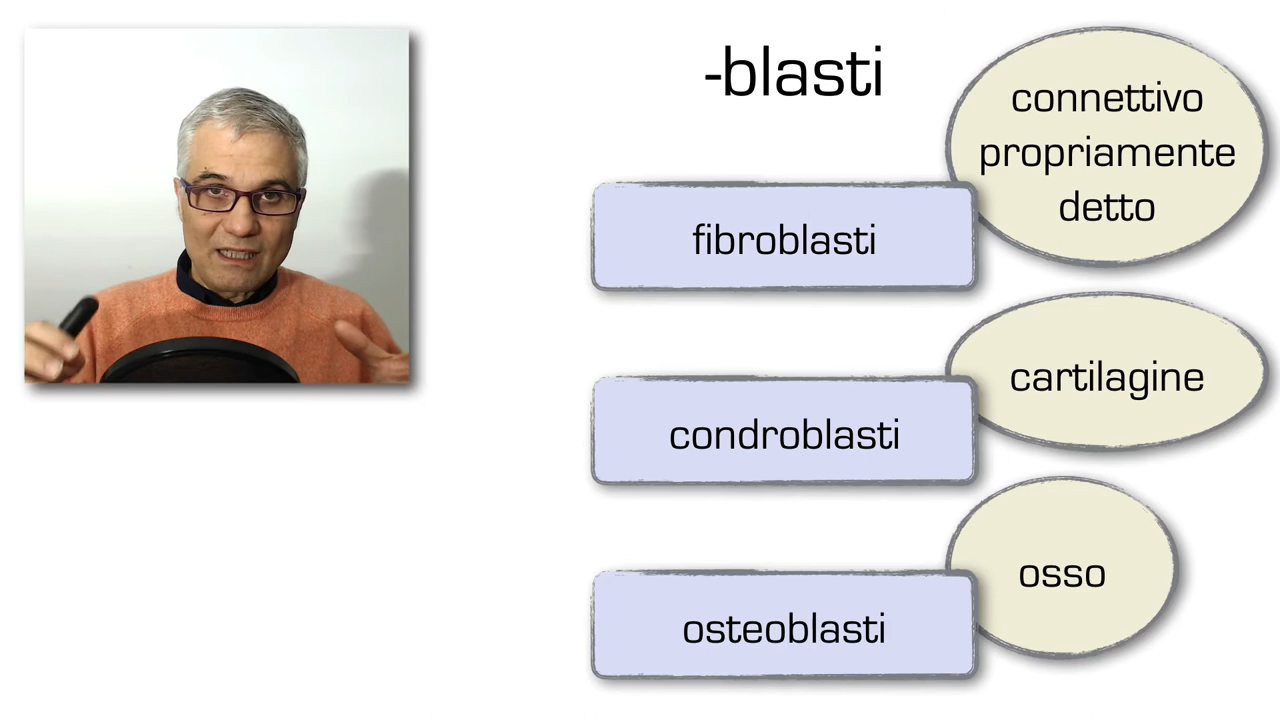 -blasti
connettivo
propriamente
detto
fibroblasti
cartilagine
condroblasti
osso
osteoblasti